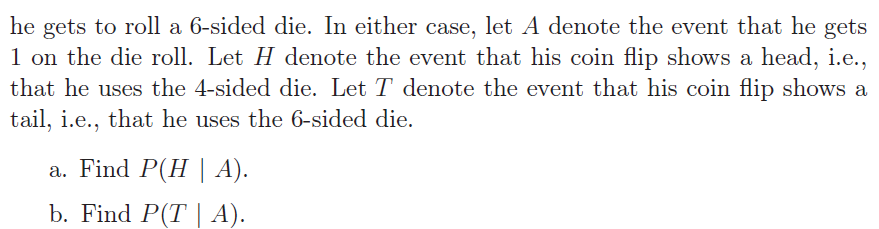 he gets to roll a 6-sided die. In either case, let A denote the event that he gets
1 on the die roll. Let H denote the event that his coin flip shows a head, i.e.,
that he uses the 4-sided die. Let T denote the event that his coin flip shows a
tail, i.e., that he uses the 6-sided die.
a. Find P(H | A).
b. Find P(T | A).